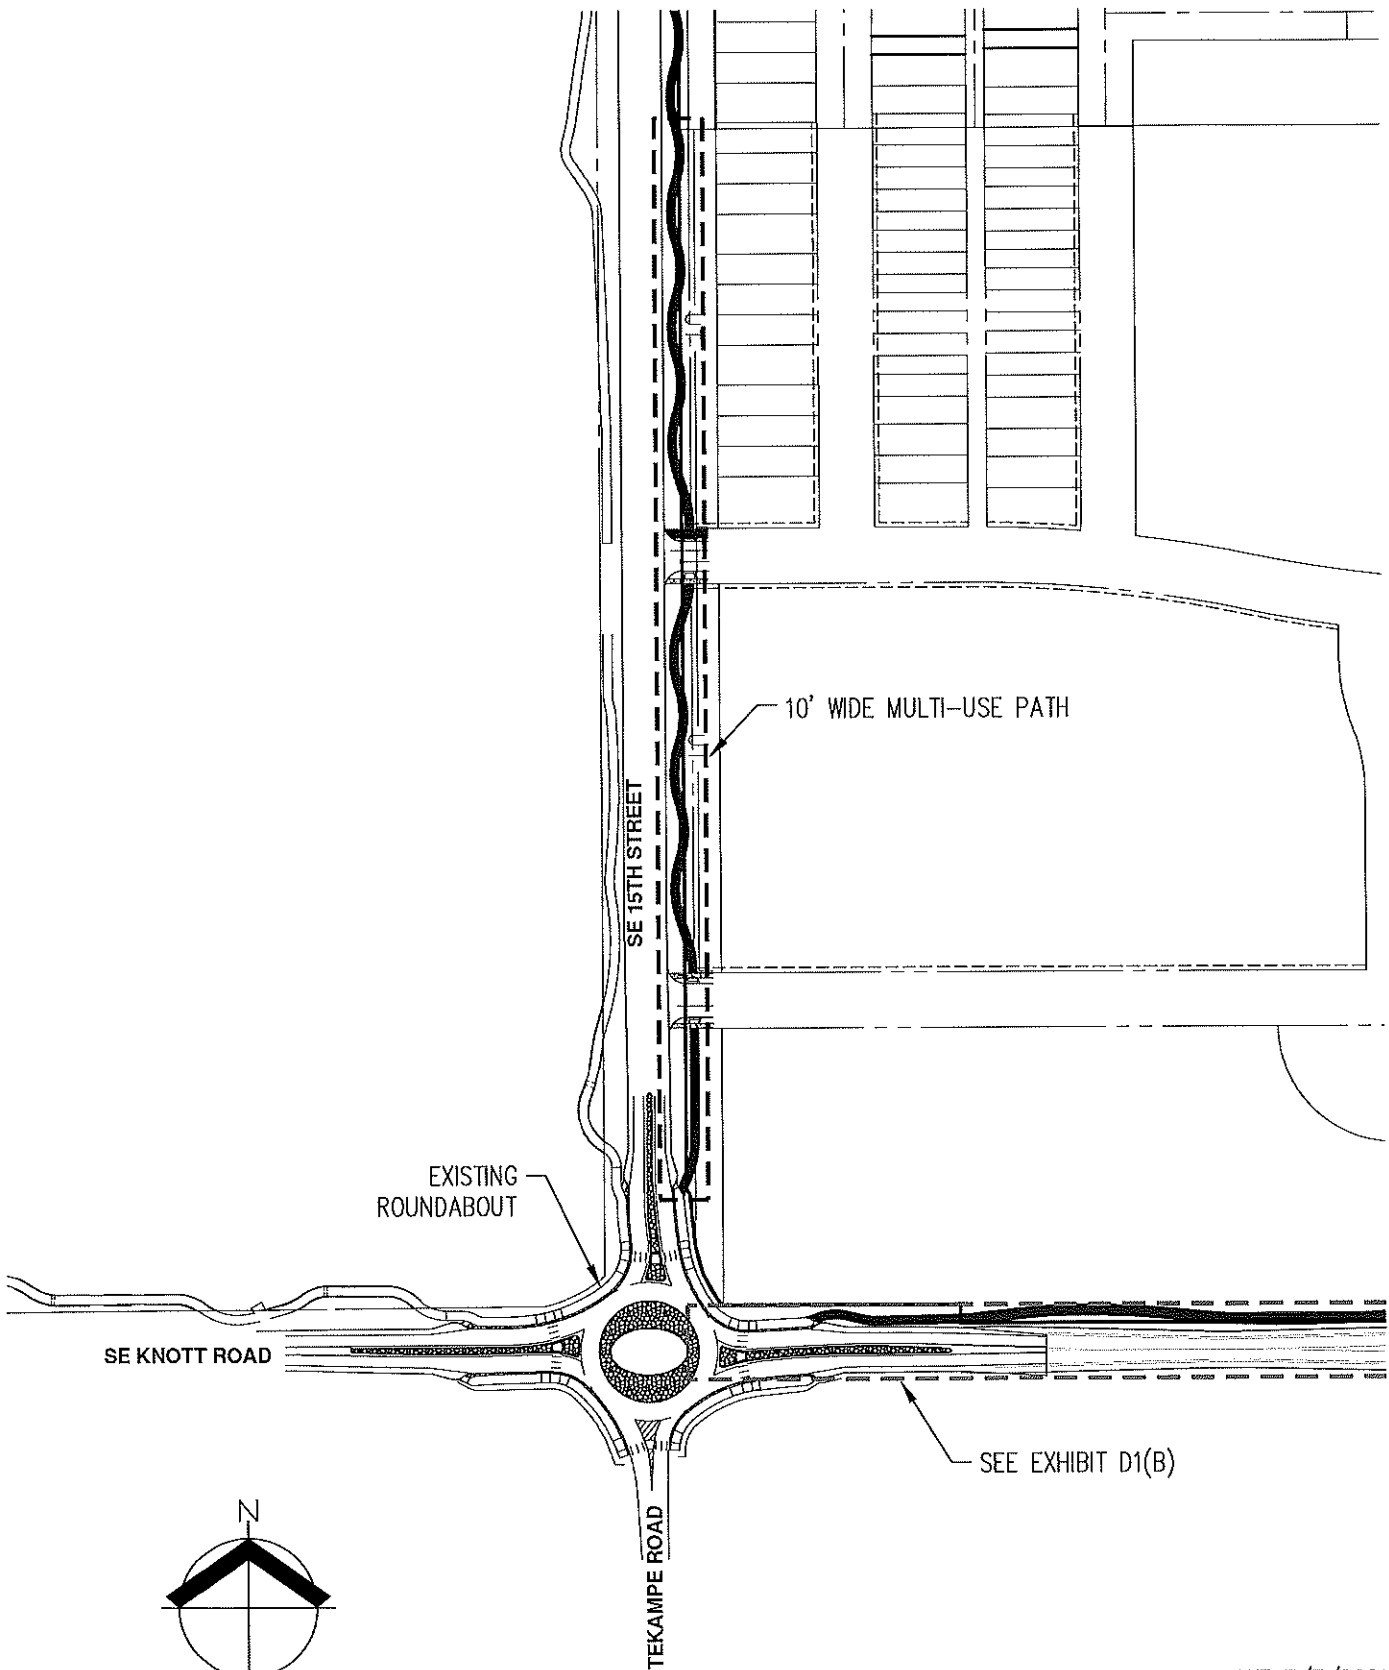 10' WIDE MULTI-USE PATH
SE 15TH STREET
EXISTING
ROUNDABOUT
SE KNOTT ROAD
SEE EXHIBIT D1(B)
N
TEKAMPE ROAD